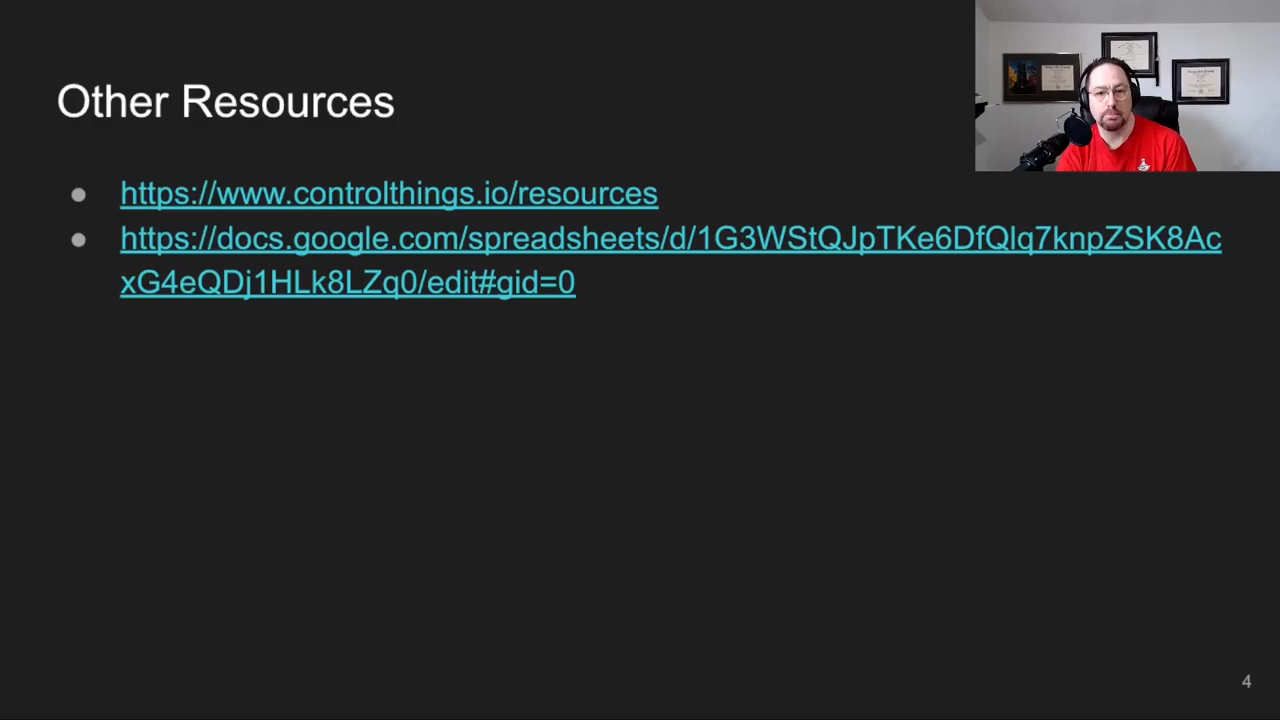 Other Resources
https://www.controlthings.io/resources
https://docs.google.com/spreadsheets/d/1G3WStQJpTKe6DfQlq7knpZSK8Ac
xG4eQDj1HLk8LZq0/edit#gid=0
4